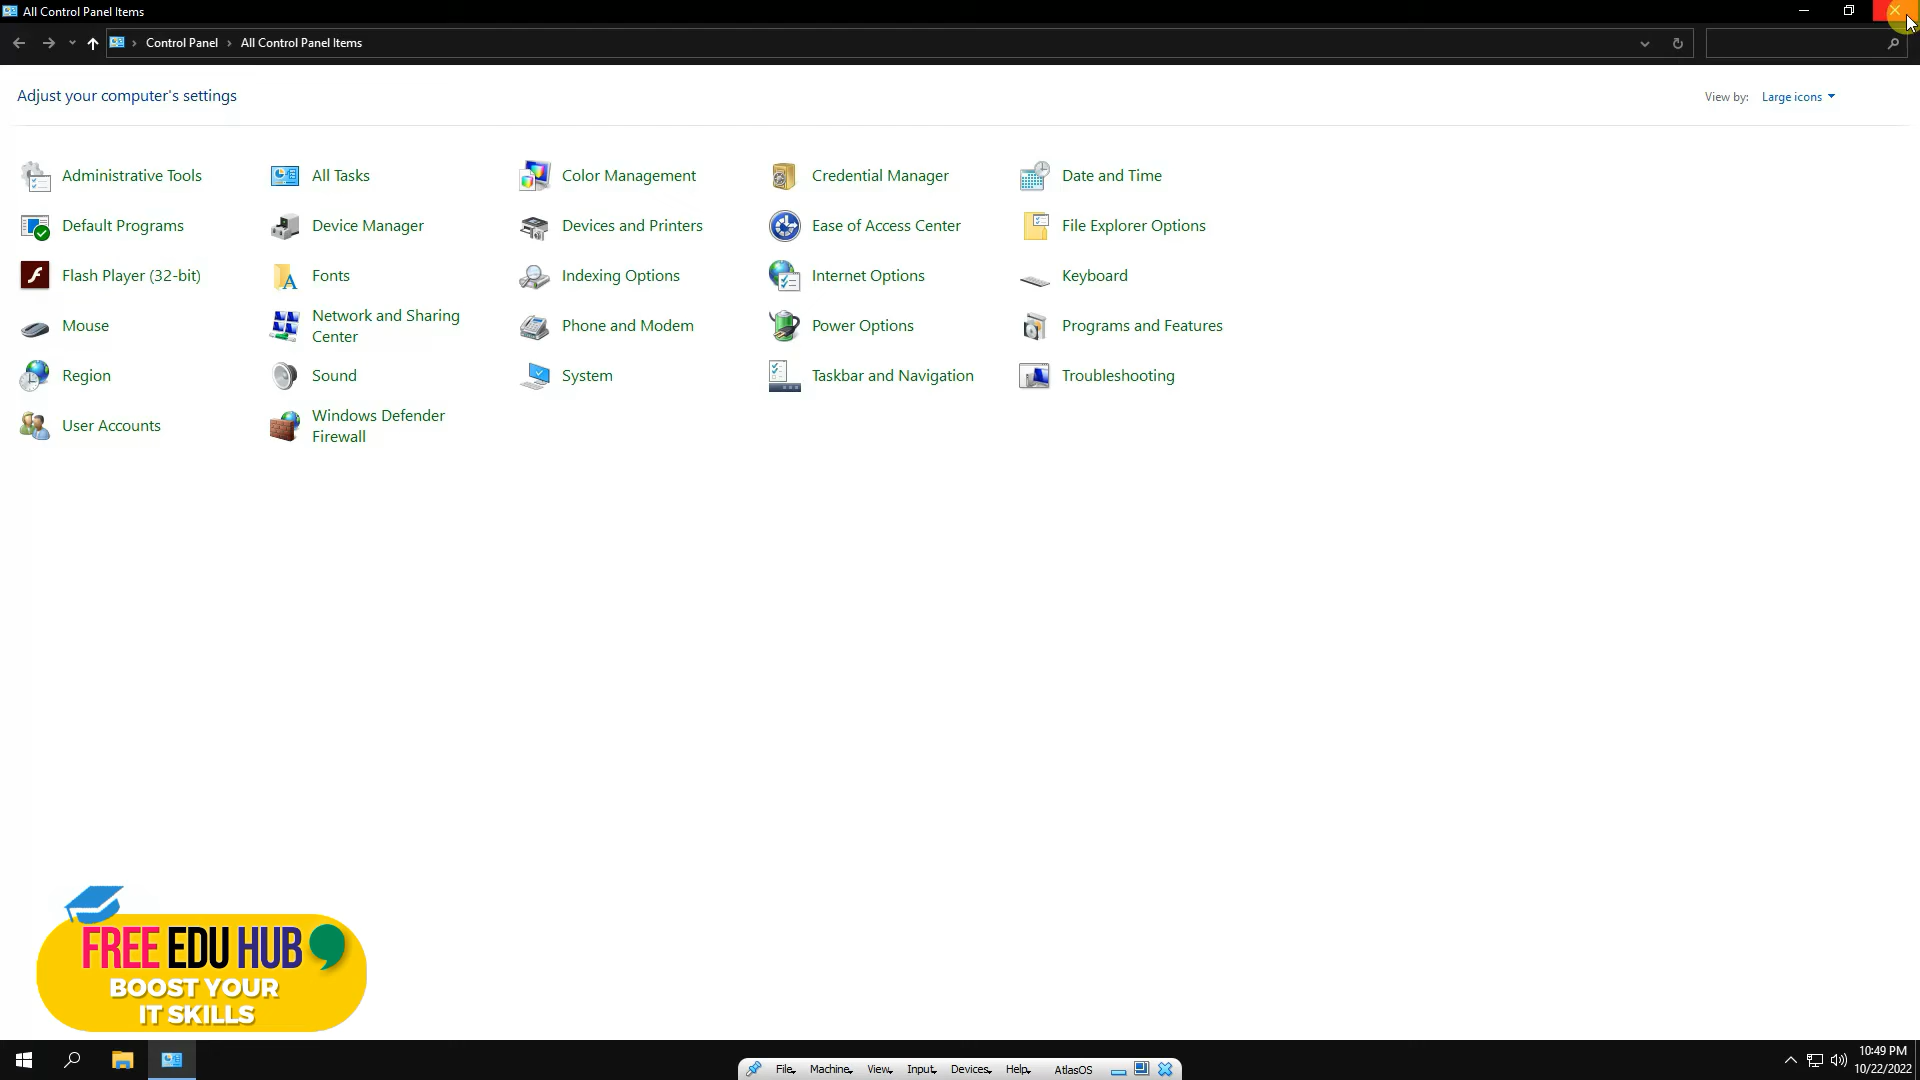 All Control Panel Items
Control Panel > All Control Panel Items
Adjust your computer's settings
View by: Large icons
Administrative Tools
All Tasks
Color Management
Credential Manager
Date and Time
Default Programs
Device Manager
Devices and Printers
Ease of Access Center
File Explorer Options
Flash Player (32-bit)
Fonts
Indexing Options
Internet Options
Keyboard
Mouse
Network and Sharing
Center
Phone and Modem
Power Options
Programs and Features
Region
Sound
System
Taskbar and Navigation
Troubleshooting
User Accounts
Windows Defender
Firewall
FREE EDU HUB
BOOST YOUR
IT SKILLS
File Machine View Input Devices Help AtlasOS
10:49 PM
10/22/2022